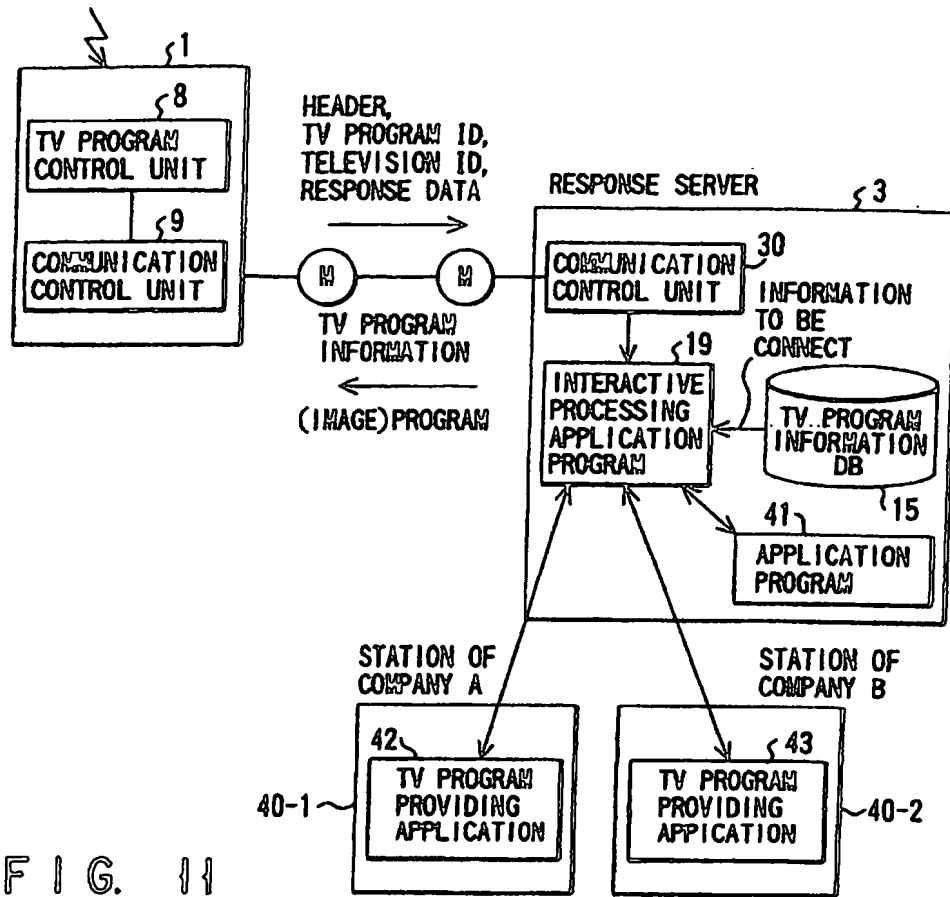 1
8
TV PROGRAM
CONTROL UNIT
9
COMMUNICATION
CONTROL UNIT
HEADER,
TV PROGRAM ID,
TELEVISION ID,
RESPONSE DATA
M
M
TV PROGRAM
INFORMATION
(IMAGE)PROGRAM
RESPONSE SERVER
3
COMMUNICATION
CONTROL UNIT
30
INFORMATION
TO BE
CONNECT
19
INTERACTIVE
PROCESSING
APPLICATION
PROGRAM
TV..PROGRAM
INFORMATION
DB
15
41
APPLICATION
PROGRAM
STATION OF
COMPANY A
42
TV PROGRAM
PROVIDING
APPLICATION
40-1
STATION OF
COMPANY B
43
TV PROGRAM
PROVIDING
APPICATION
40-2
FIG. 11